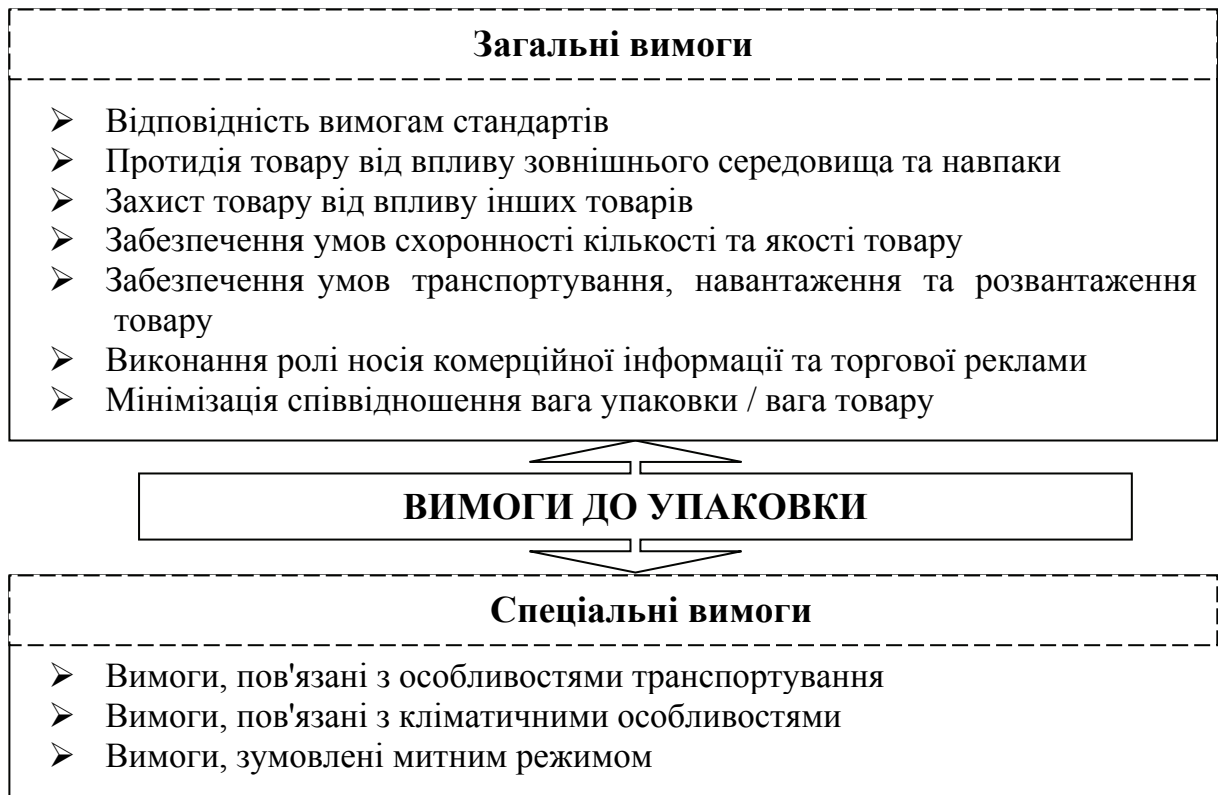 Загальні вимоги
➢ Відповідність вимогам стандартів
➢ Протидія товару від впливу зовнішнього середовища та навпаки
➢ Захист товару від впливу інших товарів
➢ Забезпечення умов схоронності кількості та якості товару
➢ Забезпечення умов транспортування, навантаження та розвантаження
товару
➢ Виконання ролі носія комерційної інформації та торгової реклами
➢ Мінімізація співвідношення вага упаковки / вага товару
ВИМОГИ ДО УПАКОВКИ
Спеціальні вимоги
➢ Вимоги, пов'язані з особливостями транспортування
➢ Вимоги, пов'язані з кліматичними особливостями
➢ Вимоги, зумовлені митним режимом